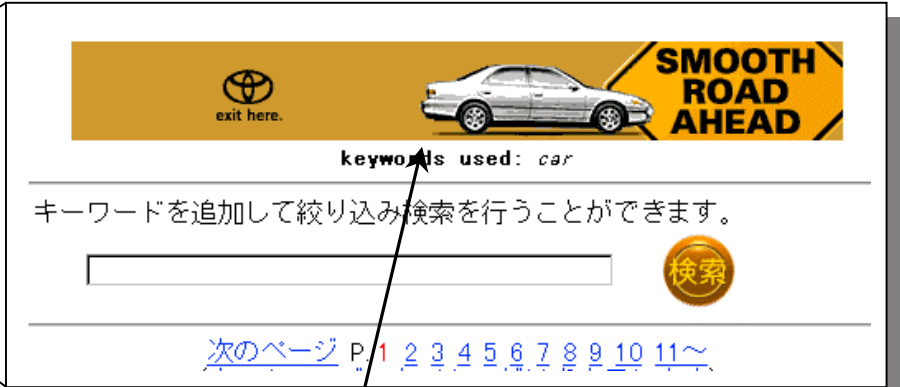 SMOOTH
ROAD
AHEAD
exit here.
keywords used: car
キーワードを追加して絞り込み検索を行うことができます。
検索
次のページ P.1 2 3 4 5 6 7 8 9 10 11～